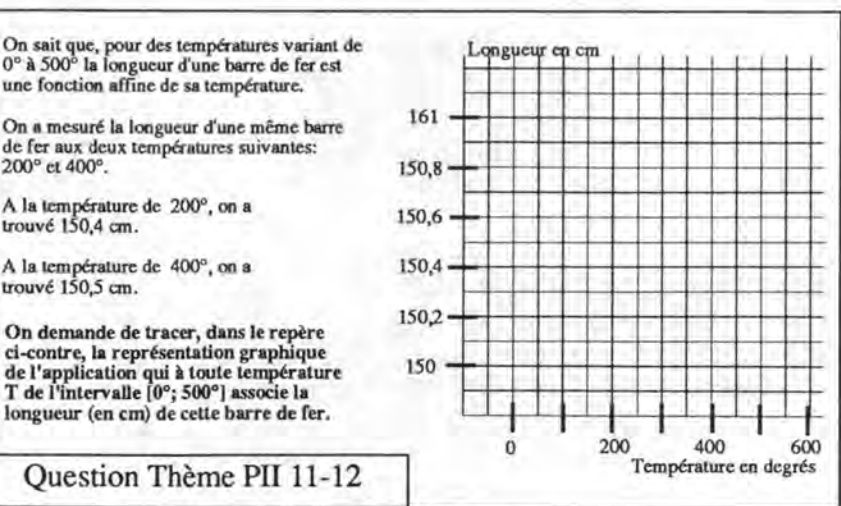 On sait que, pour des températures variant de
0° à 500° la longueur d'une barre de fer est
une fonction affine de sa température.
On a mesuré la longueur d'une même barre
de fer aux deux températures suivantes:
200° et 400°.
A la température de 200°, on a
trouvé 150,4 cm.
A la température de 400°, on a
trouvé 150,5 cm.
On demande de tracer, dans le repère
ci-contre, la représentation graphique
de l'application qui à toute température
T de l'intervalle [0°; 500°] associe la
longueur (en cm) de cette barre de fer.
Question Thème PII 11-12
Longueur en cm
161
150,8
150,6
150,4
150,2
150
0 200 400 600
Température en degrés